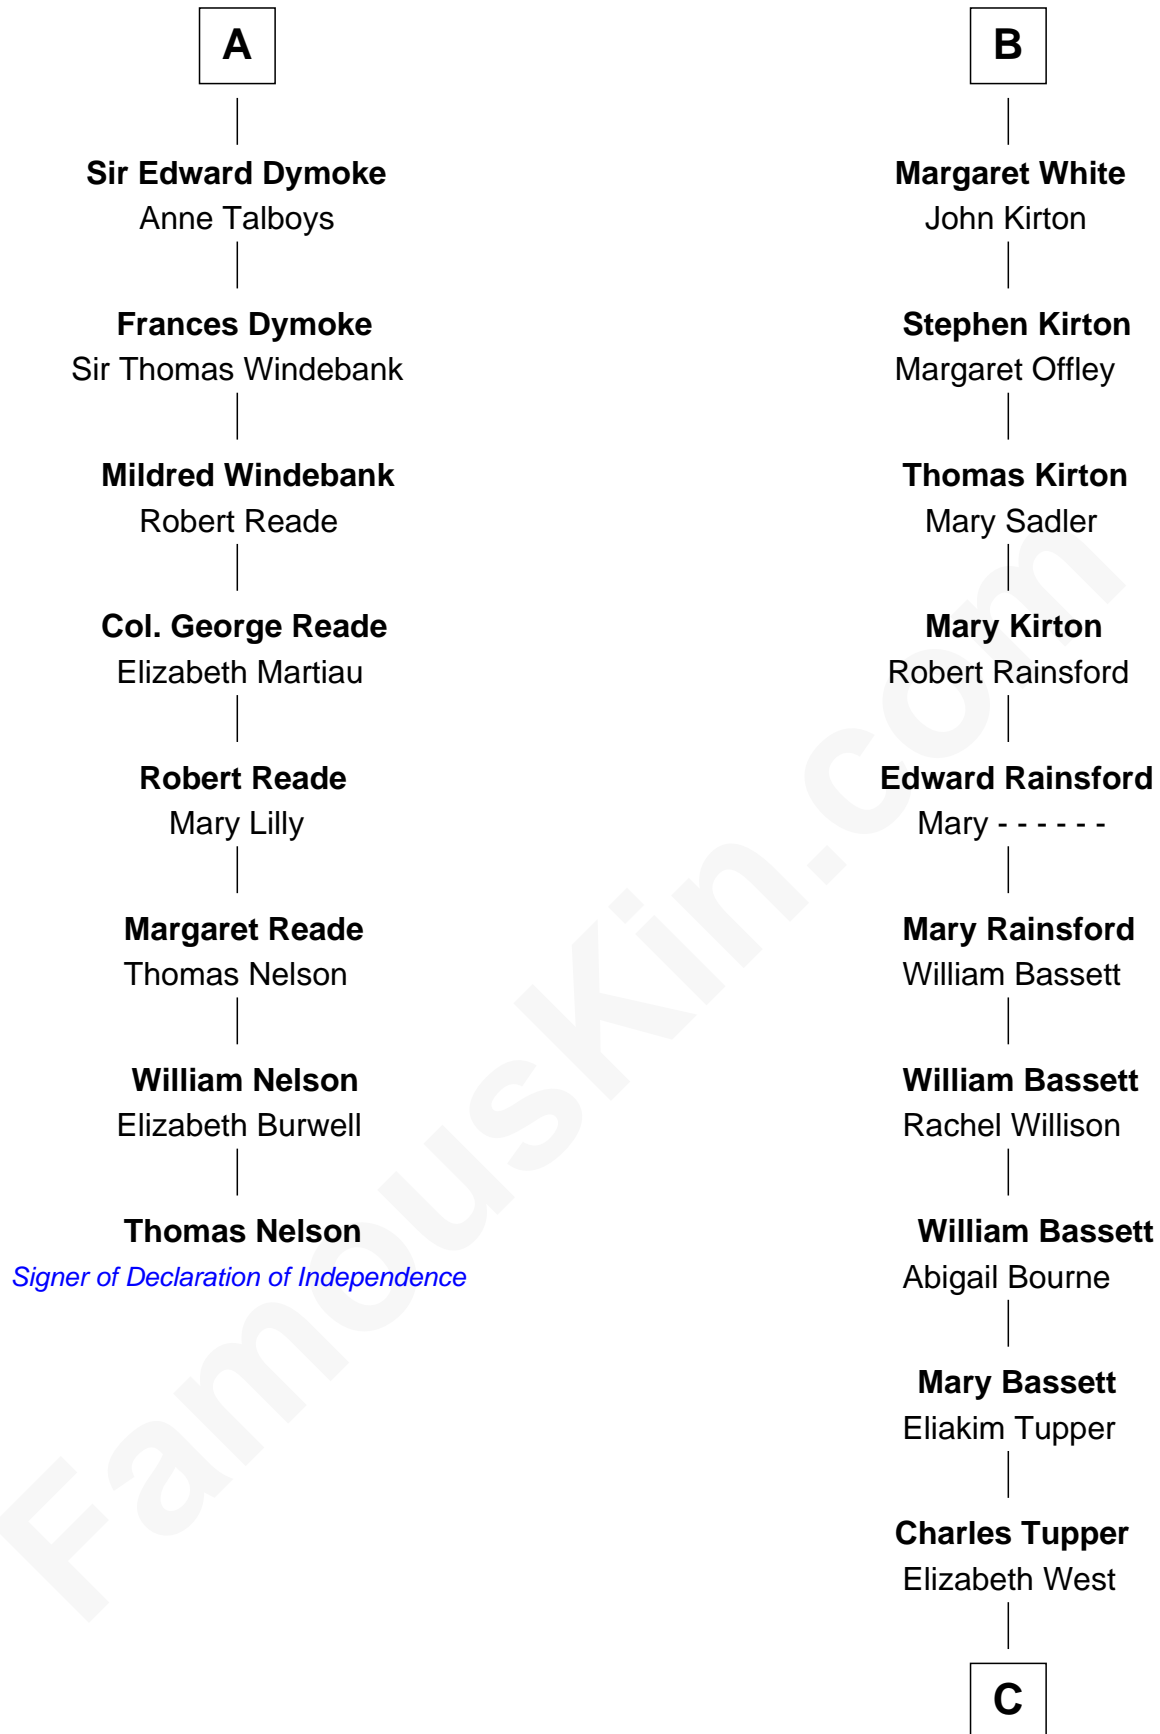 A
Sir Edward Dymoke
Anne Talboys
Frances Dymoke
Sir Thomas Windebank
Mildred Windebank
Robert Reade
Col. George Reade
Elizabeth Martiau
Robert Reade
Mary Lilly
Margaret Reade
Thomas Nelson
William Nelson
Elizabeth Burwell
Thomas Nelson
Signer of Declaration of Independence
B
Margaret White
John Kirton
Stephen Kirton
Margaret Offley
Thomas Kirton
Mary Sadler
Mary Kirton
Robert Rainsford
Edward Rainsford
Mary - - - - - -
Mary Rainsford
William Bassett
William Bassett
Rachel Willison
William Bassett
Abigail Bourne
Mary Bassett
Eliakim Tupper
Charles Tupper
Elizabeth West
C
FamousKin.com